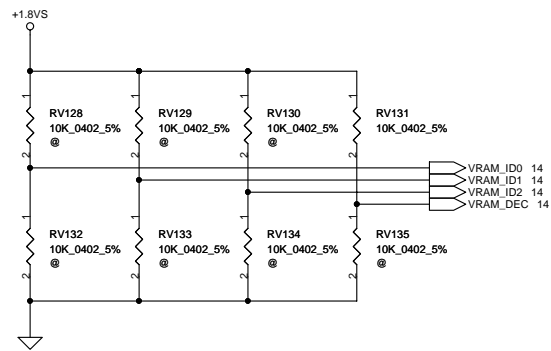 +1.8VS
1 1 1 1
RV128 RV129 RV130 RV131
10K_0402_5% 10K_0402_5% 10K_0402_5% 10K_0402_5%
@ @ @
2 2 2 2
VRAM_ID0 14
VRAM_ID1 14
VRAM_ID2 14
VRAM_DEC 14
1 1 1 1
RV132 RV133 RV134 RV135
10K_0402_5% 10K_0402_5% 10K_0402_5% 10K_0402_5%
@ @ @ @
2 2 2 2